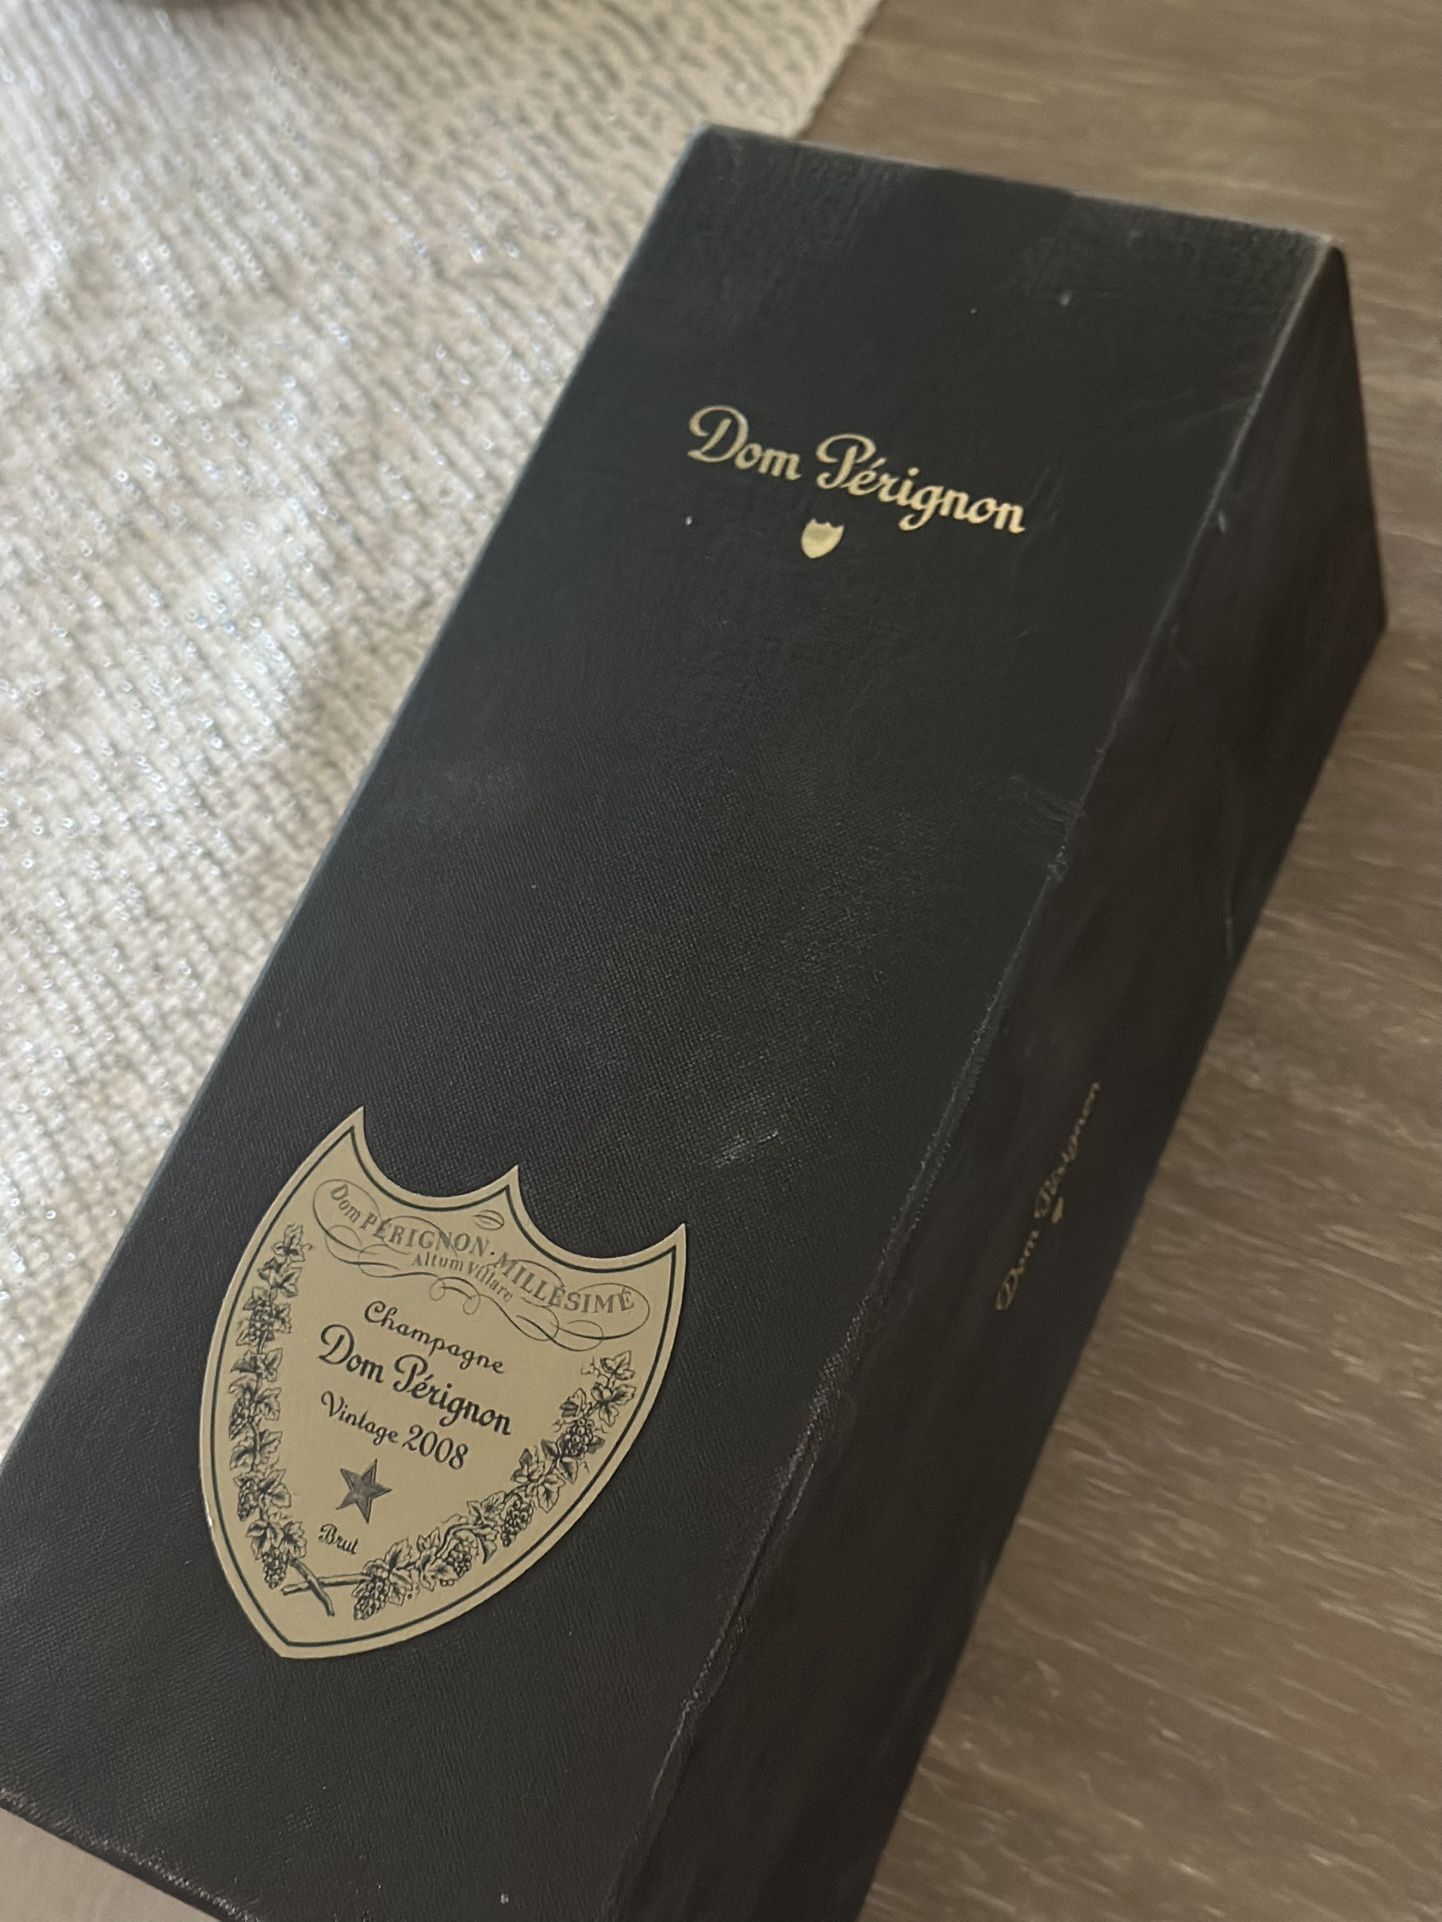 Dom Pérignon
Dom PÉRIGNON · MILLÉSIMÉ
Altum Villare
Champagne
Dom Pérignon
Vintage 2008
Brut
Dom Pérignon